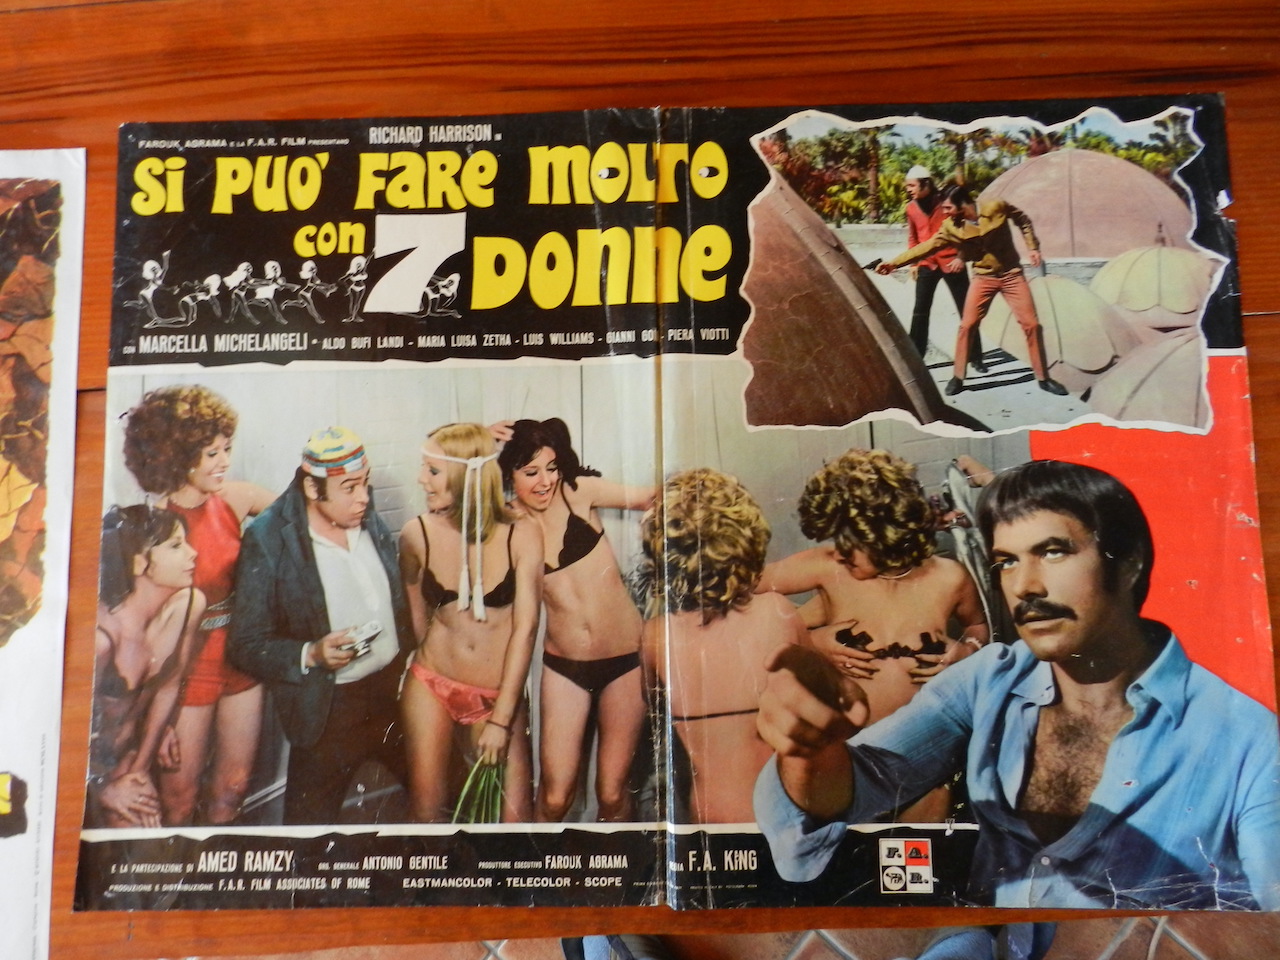 FAROUK AGRAMA E LA F.A.R. FILM PRESENTANO
RICHARD HARRISON IN
SI PUO' FARE MOLTO
CON 7 DONNE
CON MARCELLA MICHELANGELI - ALDO BUFI LANDI - MARIA LUISA ZETHA - LUIS WILLIAMS - GIANNI - PIERA VIOTTI
E LA PARTECIPAZIONE DI AMED RAMZY ORG. GENERALE ANTONIO GENTILE PRODUTTORE ESECUTIVO FAROUK AGRAMA REGIA F.A. KING
PRODUZIONE E DISTRIBUZIONE F.A.R. FILM ASSOCIATES OF ROME EASTMANCOLOR - TELECOLOR - SCOPE
F. A.
R.